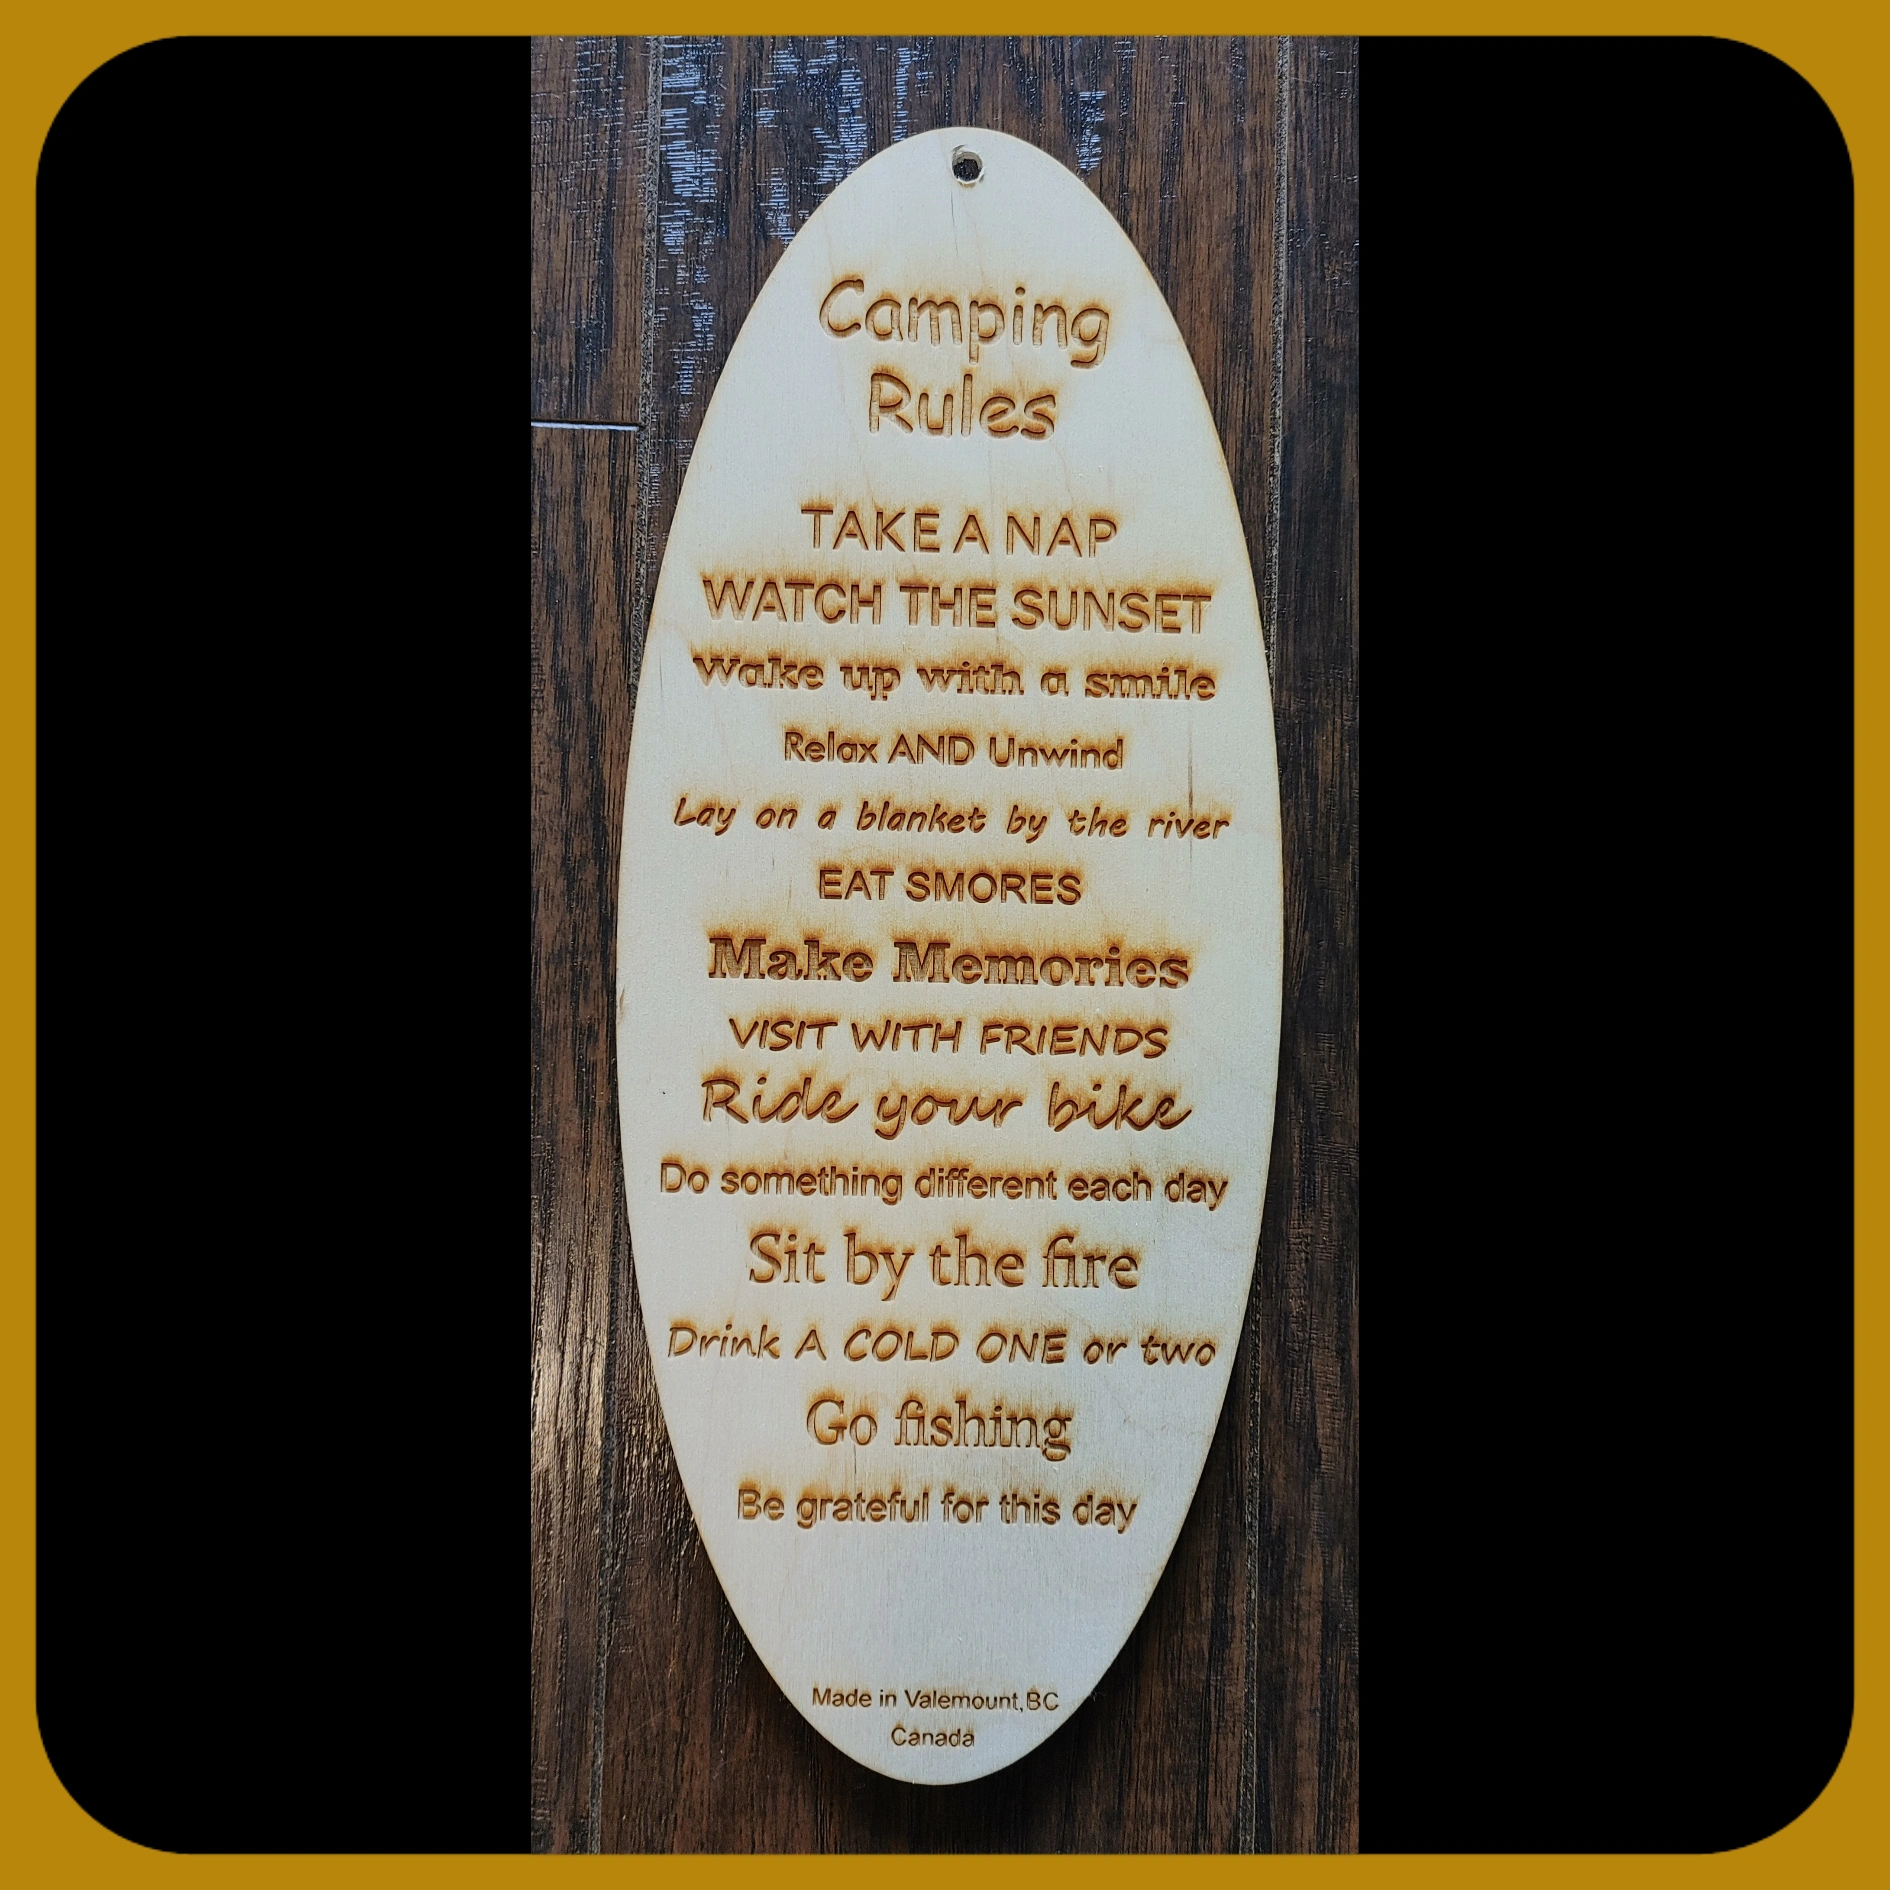 Camping
Rules
TAKE A NAP
WATCH THE SUNSET
Wake up with a smile
Relax AND Unwind
Lay on a blanket by the river
EAT SMORES
Make Memories
VISIT WITH FRIENDS
Ride your bike
Do something different each day
Sit by the fire
Drink A COLD ONE or two
Go fishing
Be grateful for this day
Made in Valemount,BC
Canada